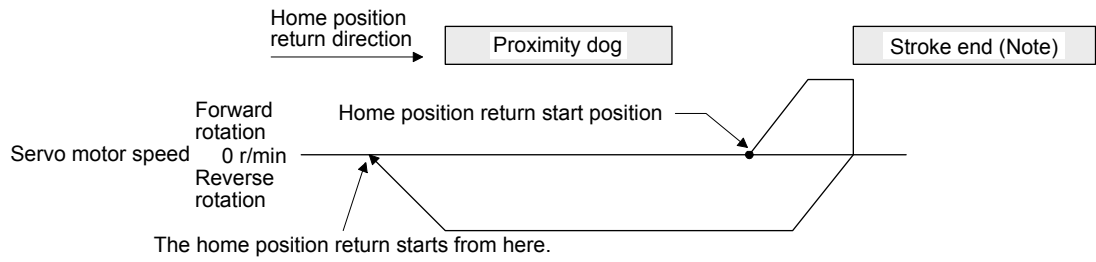 Home position
return direction
Proximity dog
Stroke end (Note)
Home position return start position
Forward
rotation
Servo motor speed 0 r/min
Reverse
rotation
The home position return starts from here.